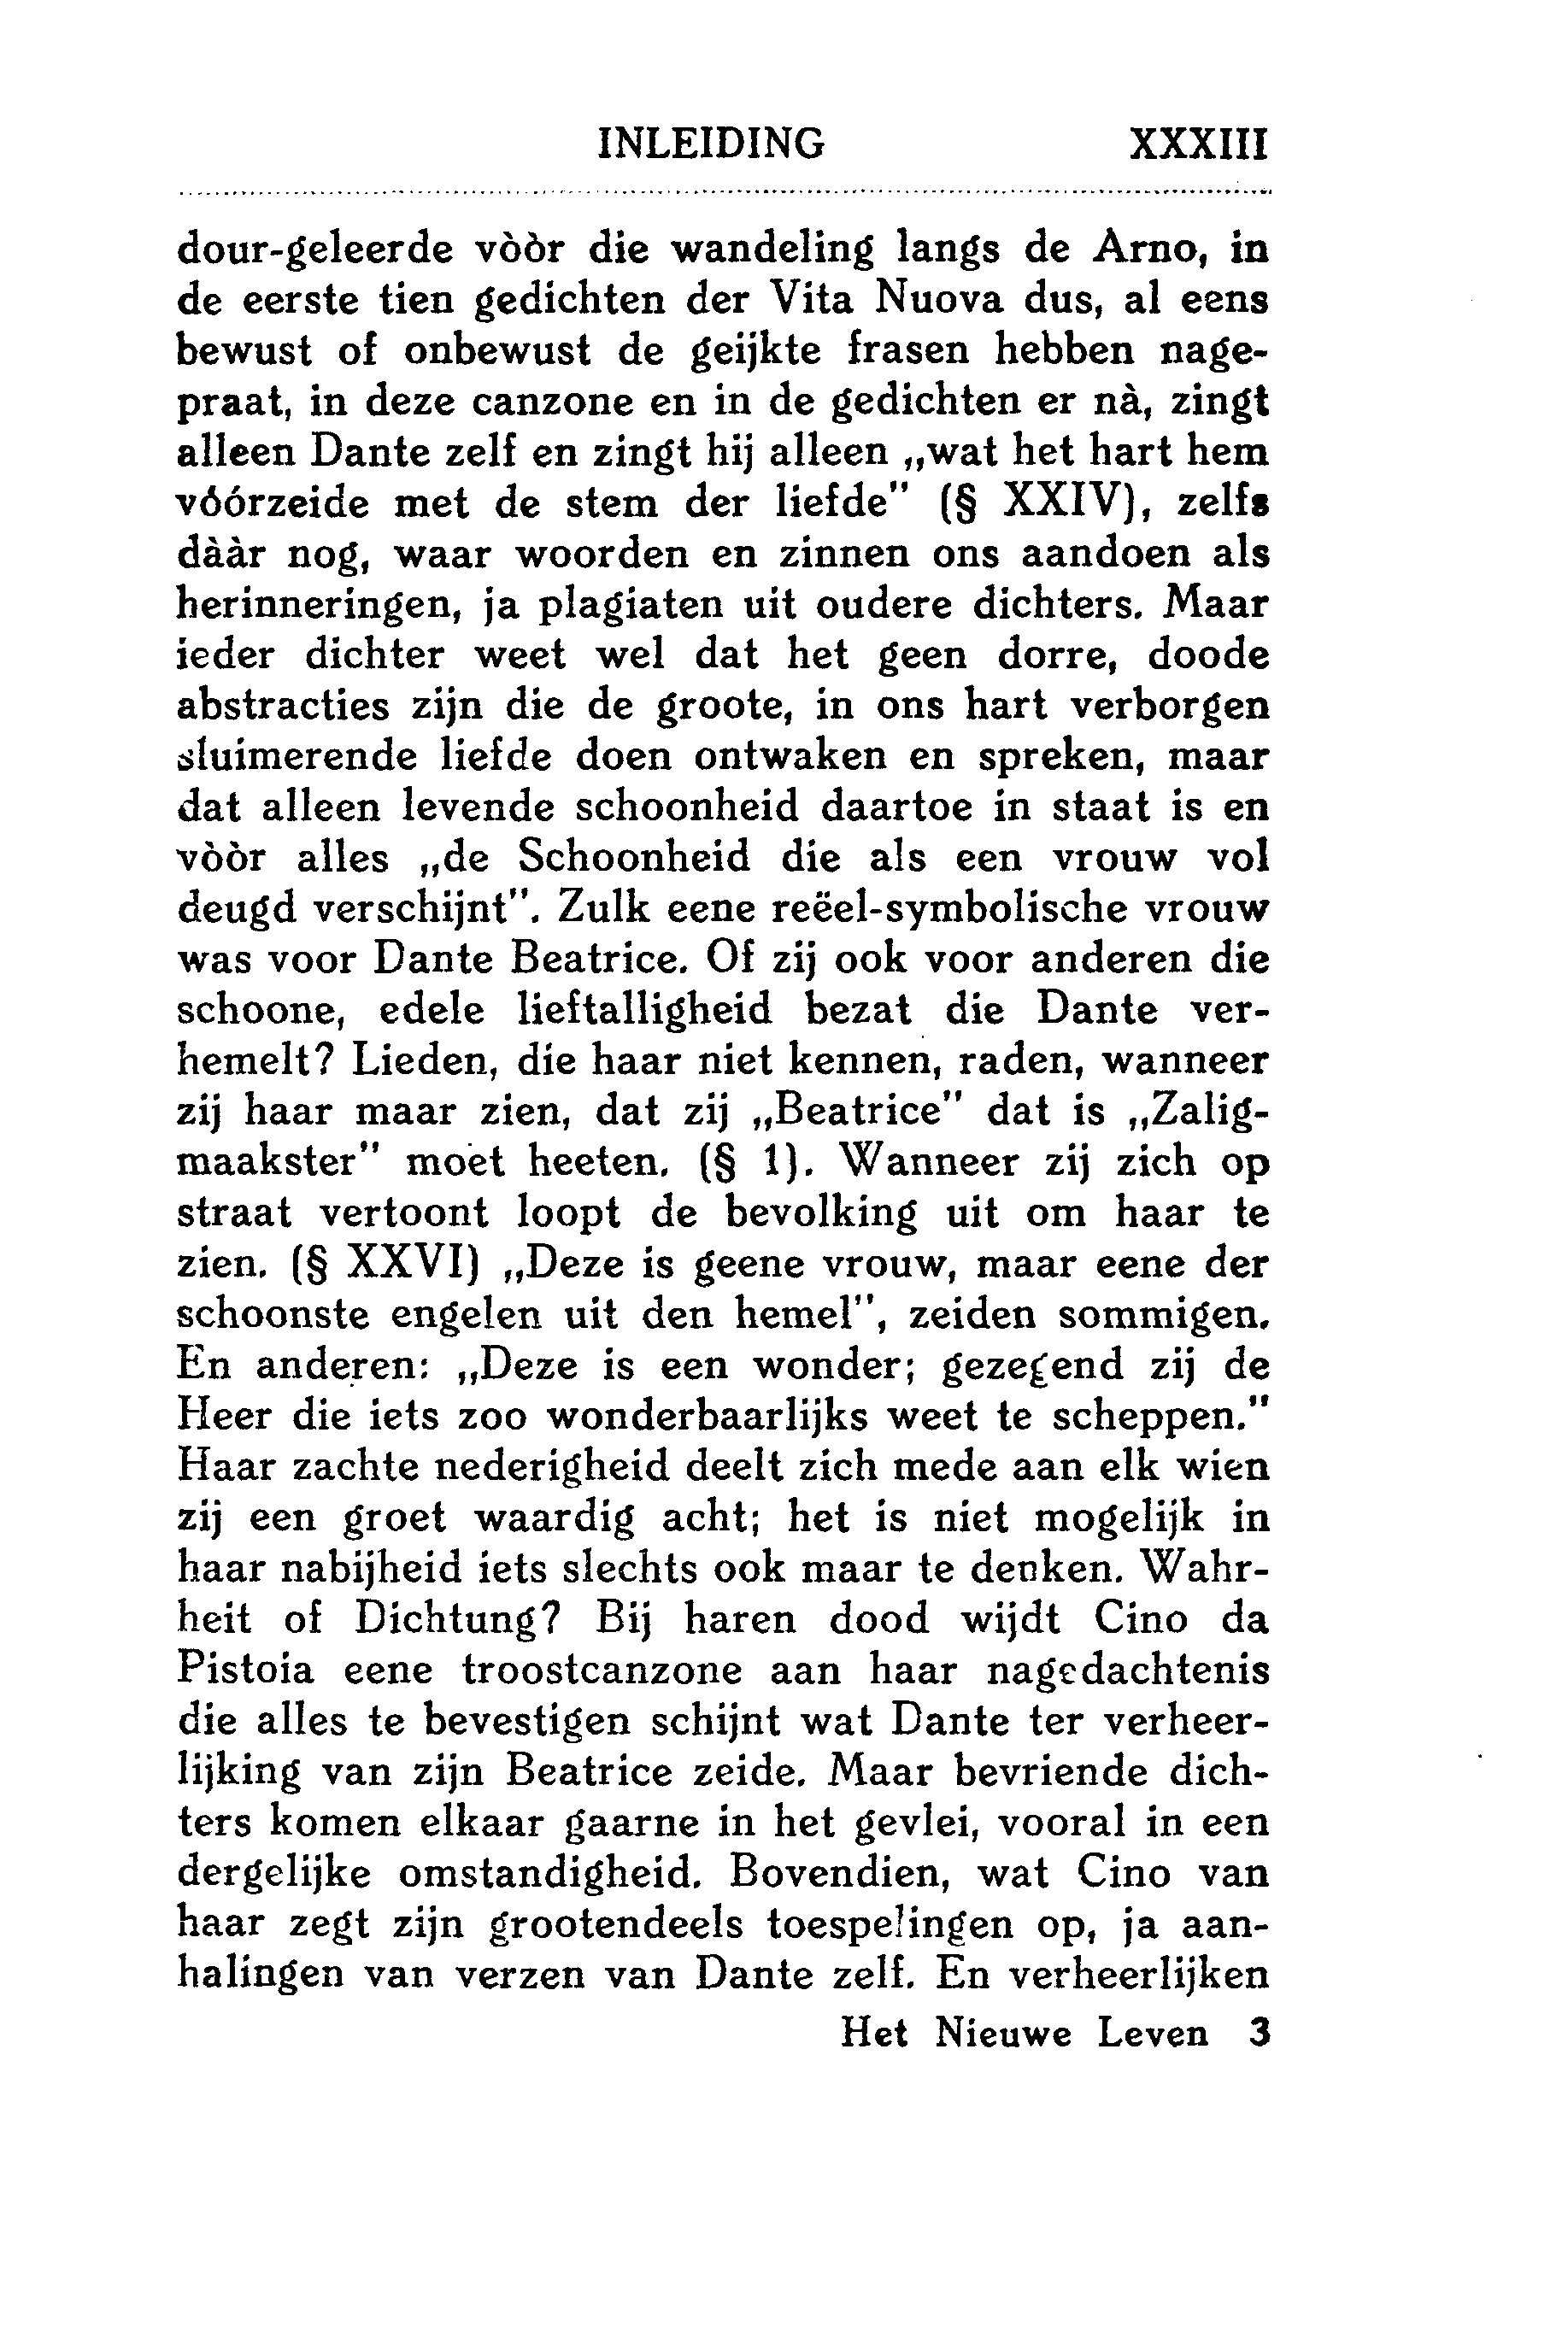 INLEIDING XXXIII
dour-geleerde vòòr die wandeling langs de Arno, in
de eerste tien gedichten der Vita Nuova dus, al eens
bewust of onbewust de geijkte frasen hebben nage-
praat, in deze canzone en in de gedichten er nà, zingt
alleen Dante zelf en zingt hij alleen „wat het hart hem
vóórzeide met de stem der liefde" (§ XXIV), zelfs
dààr nog, waar woorden en zinnen ons aandoen als
herinneringen, ja plagiaten uit oudere dichters. Maar
ieder dichter weet wel dat het geen dorre, doode
abstracties zijn die de groote, in ons hart verborgen
sluimerende liefde doen ontwaken en spreken, maar
dat alleen levende schoonheid daartoe in staat is en
vòòr alles „de Schoonheid die als een vrouw vol
deugd verschijnt". Zulk eene reëel-symbolische vrouw
was voor Dante Beatrice. Of zij ook voor anderen die
schoone, edele lieftalligheid bezat die Dante ver-
hemelt? Lieden, die haar niet kennen, raden, wanneer
zij haar maar zien, dat zij „Beatrice" dat is „Zalig-
maakster" moet heeten. (§ 1). Wanneer zij zich op
straat vertoont loopt de bevolking uit om haar te
zien. (§ XXVI) „Deze is geene vrouw, maar eene der
schoonste engelen uit den hemel", zeiden sommigen.
En anderen: „Deze is een wonder; gezegend zij de
Heer die iets zoo wonderbaarlijks weet te scheppen."
Haar zachte nederigheid deelt zich mede aan elk wien
zij een groet waardig acht; het is niet mogelijk in
haar nabijheid iets slechts ook maar te denken. Wahr-
heit of Dichtung? Bij haren dood wijdt Cino da
Pistoia eene troostcanzone aan haar nagedachtenis
die alles te bevestigen schijnt wat Dante ter verheer-
lijking van zijn Beatrice zeide. Maar bevriende dich-
ters komen elkaar gaarne in het gevlei, vooral in een
dergelijke omstandigheid. Bovendien, wat Cino van
haar zegt zijn grootendeels toespelingen op, ja aan-
halingen van verzen van Dante zelf. En verheerlijken
Het Nieuwe Leven 3